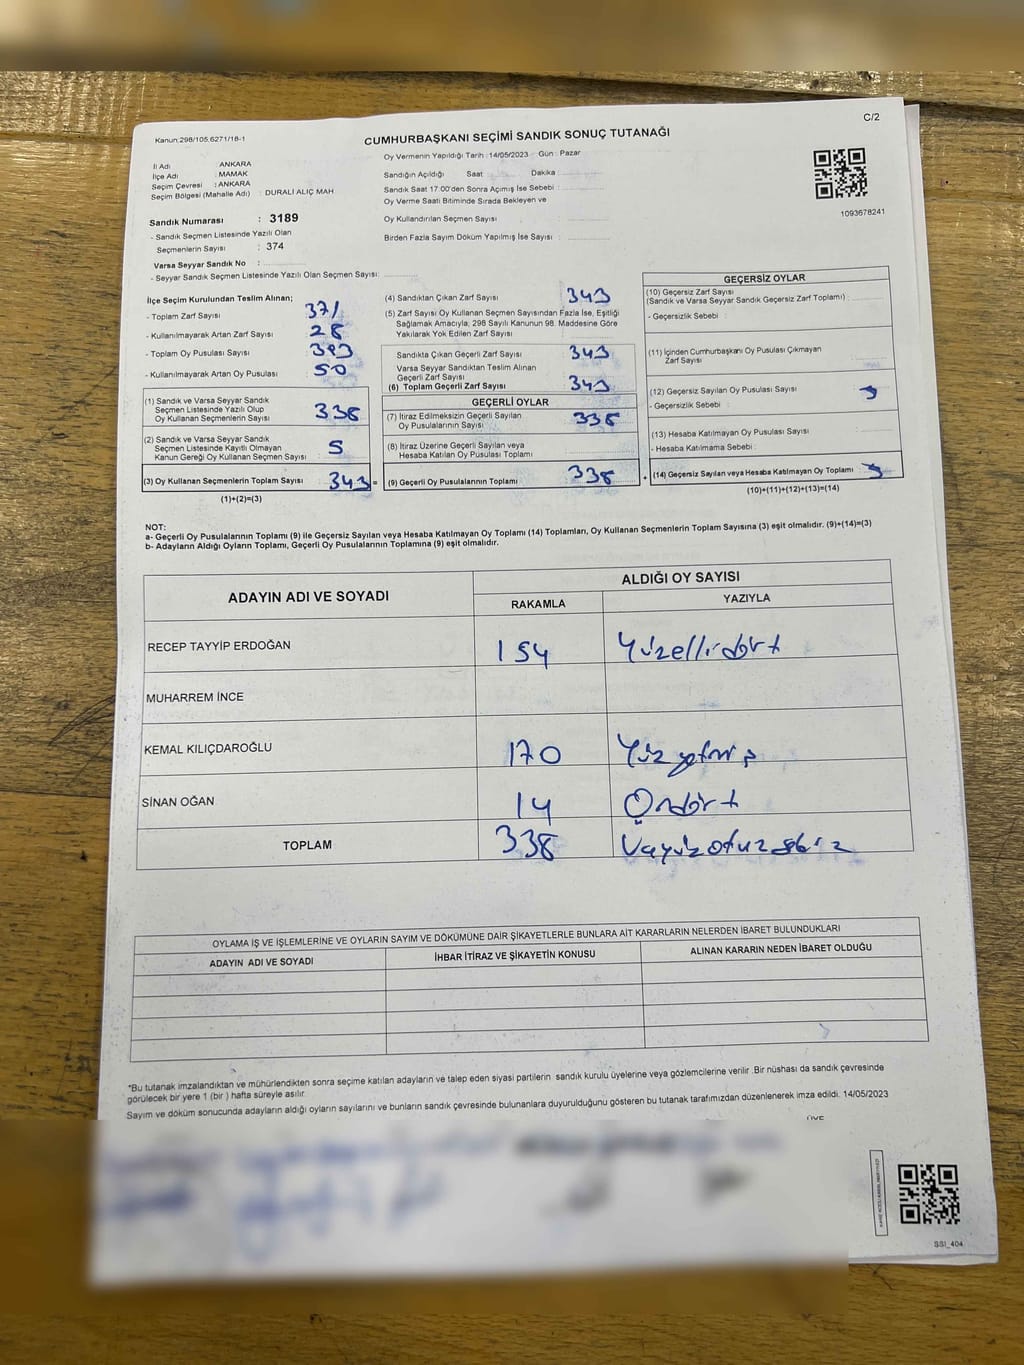 C/2
Kanun:298/105,6271/18-1
CUMHURBAŞKANI SEÇİMİ SANDIK SONUÇ TUTANAĞI
İl Adı : ANKARA
İlçe Adı : MAMAK
Seçim Çevresi : ANKARA
Seçim Bölgesi (Mahalle Adı) : DURALİ ALIÇ MAH
Sandık Numarası : 3189
- Sandık Seçmen Listesinde Yazılı Olan
Seçmenlerin Sayısı : 374
Varsa Seyyar Sandık No :
- Seyyar Sandık Seçmen Listesinde Yazılı Olan Seçmen Sayısı:
Oy Vermenin Yapıldığı Tarih :14/05/2023 Gün : Pazar
Sandığın Açıldığı Saat Dakika
Sandık Saat 17:00'den Sonra Açımış İse Sebebi :
Oy Verme Saati Bitiminde Sırada Bekleyen ve
Oy Kullandırılan Seçmen Sayısı
Birden Fazla Sayım Döküm Yapılmış İse Sayısı :
1093678241
İlçe Seçim Kurulundan Teslim Alınan;
- Toplam Zarf Sayısı : 371
- Kullanılmayarak Artan Zarf Sayısı : 28
- Toplam Oy Pusulası Sayısı : 393
- Kullanılmayarak Artan Oy Pusulası : 50
(1) Sandık ve Varsa Seyyar Sandık
Seçmen Listesinde Yazılı Olup
Oy Kullanan Seçmenlerin Sayısı 338
(2) Sandık ve Varsa Seyyar Sandık
Seçmen Listesinde Kayıtlı Olmayan
Kanun Gereği Oy Kullanan Seçmen Sayısı 5
(3) Oy Kullanan Seçmenlerin Toplam Sayısı 343 =
(1)+(2)=(3)
(4) Sandıktan Çıkan Zarf Sayısı 343
(5) Zarf Sayısı Oy Kullanan Seçmen Sayısından Fazla İse, Eşitliği
Sağlamak Amacıyla, 298 Sayılı Kanunun 98. Maddesine Göre
Yakılarak Yok Edilen Zarf Sayısı
Sandıkta Çıkan Geçerli Zarf Sayısı 343
Varsa Seyyar Sandıktan Teslim Alınan
Geçerli Zarf Sayısı
(6) Toplam Geçerli Zarf Sayısı 343
GEÇERLİ OYLAR
(7) İtiraz Edilmeksizin Geçerli Sayılan
Oy Pusulalarının Sayısı: 338
(8) İtiraz Üzerine Geçerli Sayılan veya
Hesaba Katılan Oy Pusulası Toplamı
(9) Geçerli Oy Pusulalarının Toplamı 338 +
GEÇERSİZ OYLAR
(10) Geçersiz Zarf Sayısı
(Sandık ve Varsa Seyyar Sandık Geçersiz Zarf Toplamı) :
- Geçersizlik Sebebi :
(11) İçinden Cumhurbaşkanı Oy Pusulası Çıkmayan
Zarf Sayısı
(12) Geçersiz Sayılan Oy Pusulası Sayısı
- Geçersizlik Sebebi :
(13) Hesaba Katılmayan Oy Pusulası Sayısı
- Hesaba Katılmama Sebebi :
(14) Geçersiz Sayılan veya Hesaba Katılmayan Oy Toplamı
(10)+(11)+(12)+(13)=(14)
NOT:
a- Geçerli Oy Pusulalarının Toplamı (9) ile Geçersiz Sayılan veya Hesaba Katılmayan Oy Toplamı (14) Toplamları, Oy Kullanan Seçmenlerin Toplam Sayısına (3) eşit olmalıdır. (9)+(14)=(3)
b- Adayların Aldığı Oyların Toplamı, Geçerli Oy Pusulalarının Toplamına (9) eşit olmalıdır.
ADAYIN ADI VE SOYADI
ALDIĞI OY SAYISI
RAKAMLA YAZIYLA
RECEP TAYYİP ERDOĞAN 154 Yüzellidört
MUHARREM İNCE
KEMAL KILIÇDAROĞLU 170 Yüzyetmiş
SİNAN OĞAN 14 Ondört
TOPLAM 338 Üçyüzotuzsekiz
OYLAMA İŞ VE İŞLEMLERİNE VE OYLARIN SAYIM VE DÖKÜMÜNE DAİR ŞİKAYETLERLE BUNLARA AİT KARARLARIN NELERDEN İBARET BULUNDUKLARI
ADAYIN ADI VE SOYADI İHBAR İTİRAZ VE ŞİKAYETİN KONUSU ALINAN KARARIN NEDEN İBARET OLDUĞU
*Bu tutanak imzalandıktan ve mühürlendikten sonra seçime katılan adayların ve talep eden siyasi partilerin sandık kurulu üyelerine veya gözlemcilerine verilir .Bir nüshası da sandık çevresinde
görülecek bir yere 1 (bir ) hafta süreyle asılır.
Sayım ve döküm sonucunda adayların aldığı oyların sayılarını ve bunların sandık çevresinde bulunanlara duyurulduğunu gösteren bu tutanak tarafımızdan düzenlenerek imza edildi. 14/05/2023
ÜYE
SSI_404